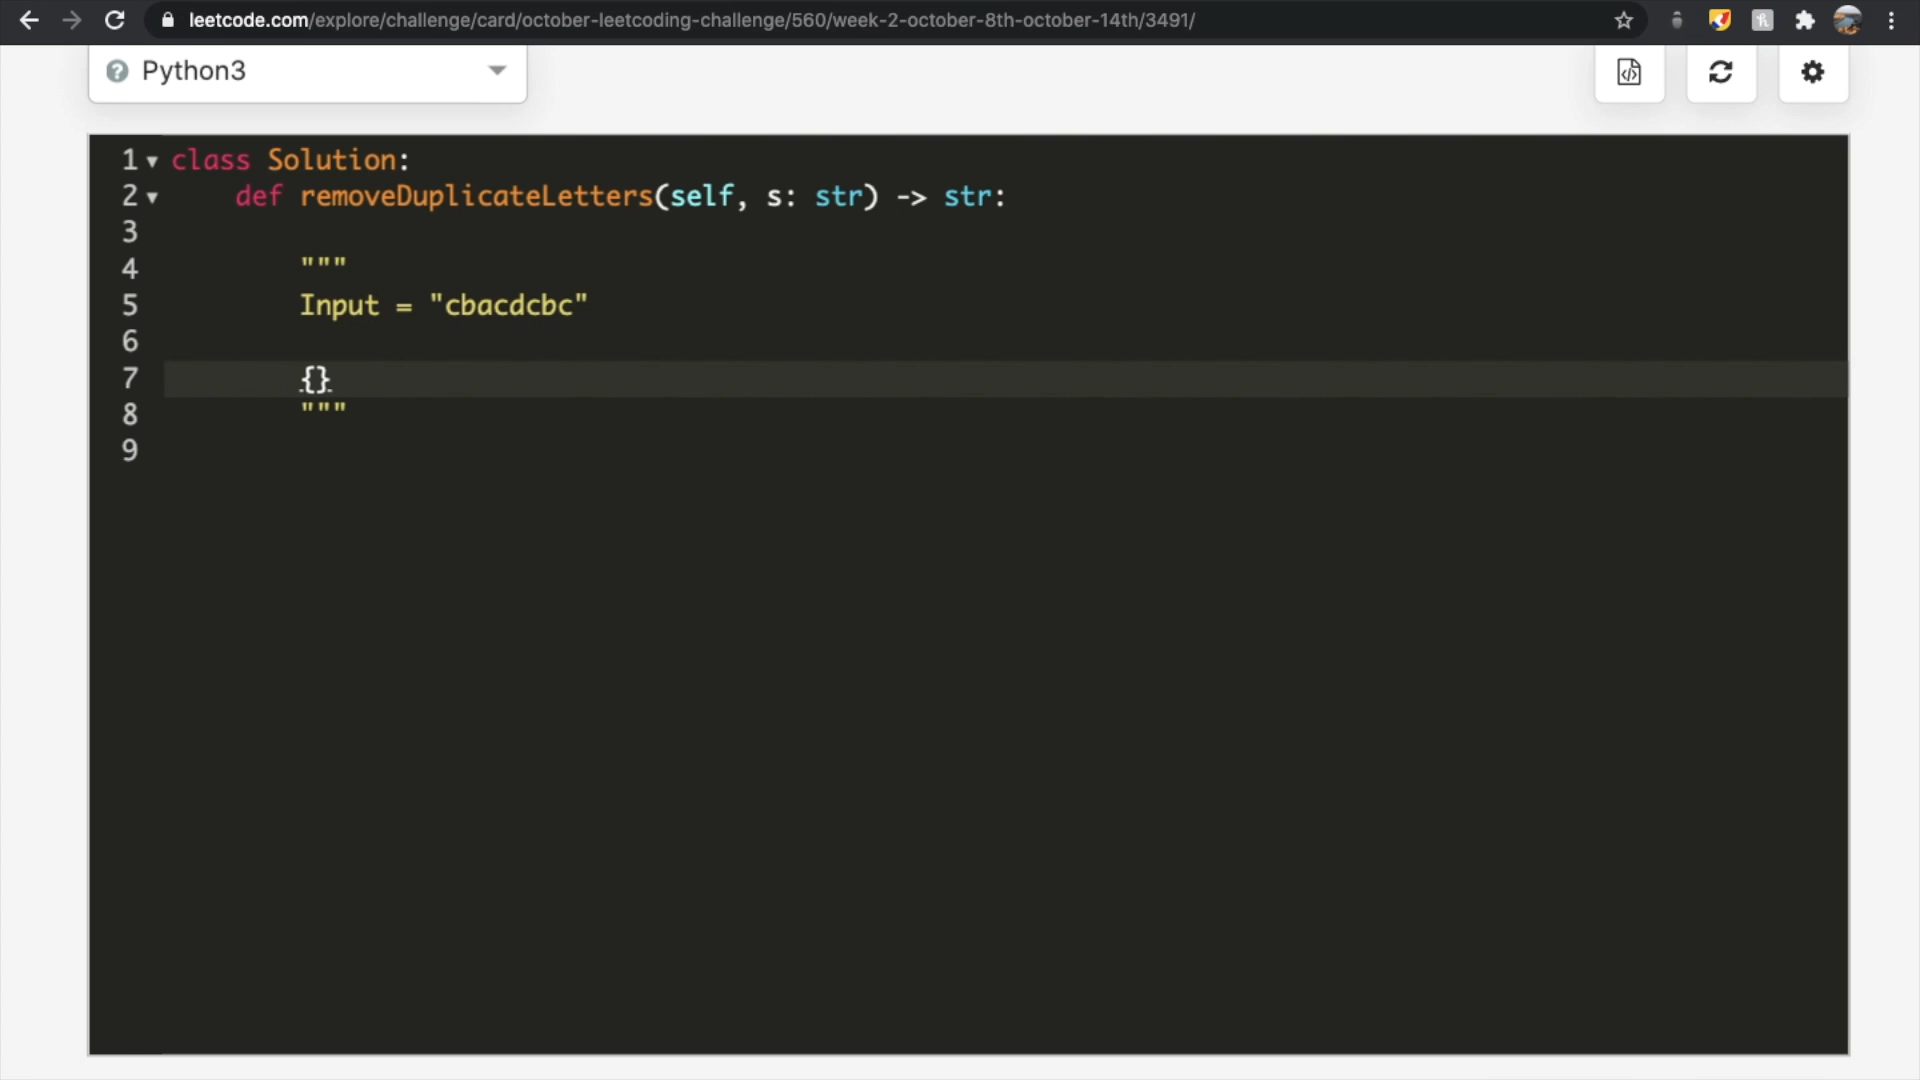 leetcode.com/explore/challenge/card/october-leetcoding-challenge/560/week-2-october-8th-october-14th/3491/
Python3
1 class Solution:
2 def removeDuplicateLetters(self, s: str) -> str:
3
4 """
5 Input = "cbacdcbc"
6
7 {}
8 """
9